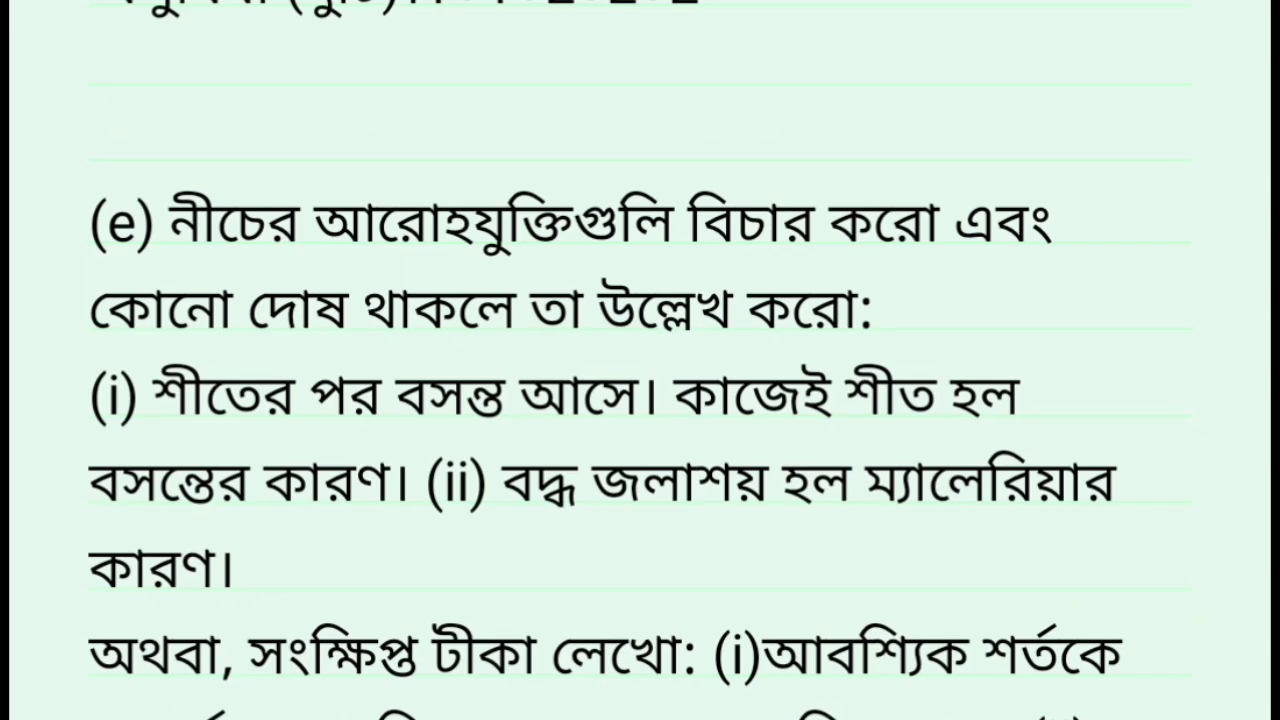 (e) নীচের আরোহযুক্তিগুলি বিচার করো এবং
কোনো দোষ থাকলে তা উল্লেখ করো:
(i) শীতের পর বসন্ত আসে। কাজেই শীত হল
বসন্তের কারণ। (ii) বদ্ধ জলাশয় হল ম্যালেরিয়ার
কারণ।
অথবা, সংক্ষিপ্ত টীকা লেখো: (i)আবশ্যিক শর্তকে